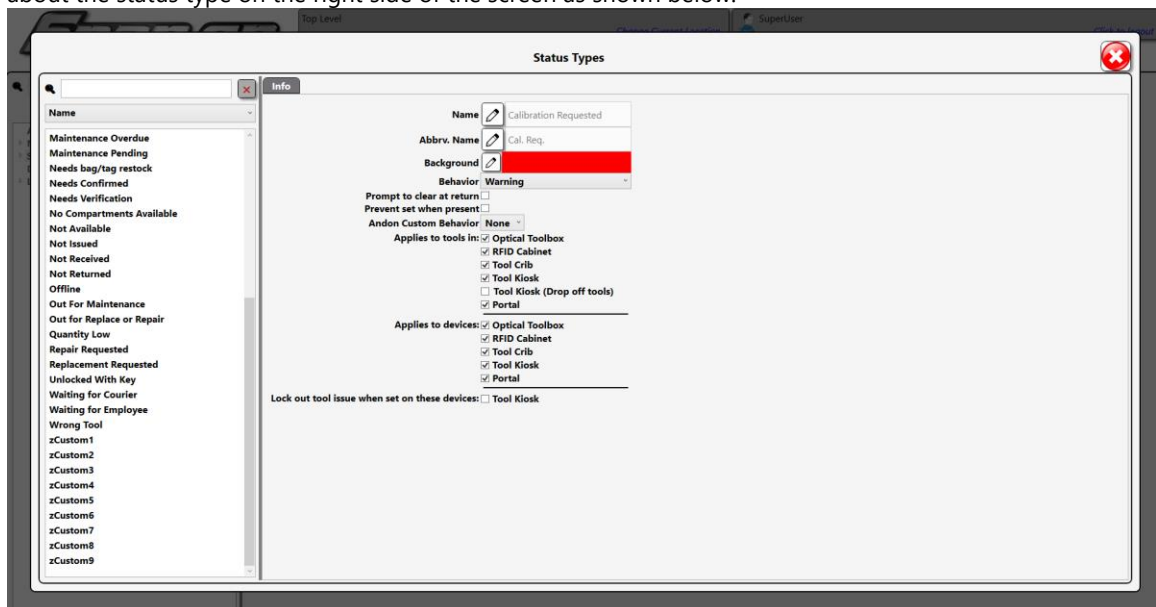 about the status type on the right side of the screen as shown below.
Top Level
SuperUser
Change Current Location
Click to logout
Status Types
Info
Name
Name Calibration Requested
Abbrv. Name Cal. Req.
Background
Behavior Warning
Prompt to clear at return
Prevent set when present
Andon Custom Behavior None
Applies to tools in: Optical Toolbox
RFID Cabinet
Tool Crib
Tool Kiosk
Tool Kiosk (Drop off tools)
Portal
Applies to devices: Optical Toolbox
RFID Cabinet
Tool Crib
Tool Kiosk
Portal
Lock out tool issue when set on these devices: Tool Kiosk
Maintenance Overdue
Maintenance Pending
Needs bag/tag restock
Needs Confirmed
Needs Verification
No Compartments Available
Not Available
Not Issued
Not Received
Not Returned
Offline
Out For Maintenance
Out for Replace or Repair
Quantity Low
Repair Requested
Replacement Requested
Unlocked With Key
Waiting for Courier
Waiting for Employee
Wrong Tool
zCustom1
zCustom2
zCustom3
zCustom4
zCustom5
zCustom6
zCustom7
zCustom8
zCustom9